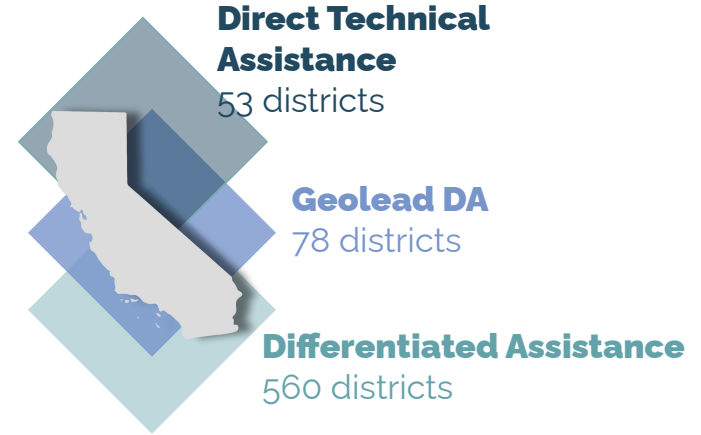 Direct Technical
Assistance
53 districts
Geolead DA
78 districts
Differentiated Assistance
560 districts